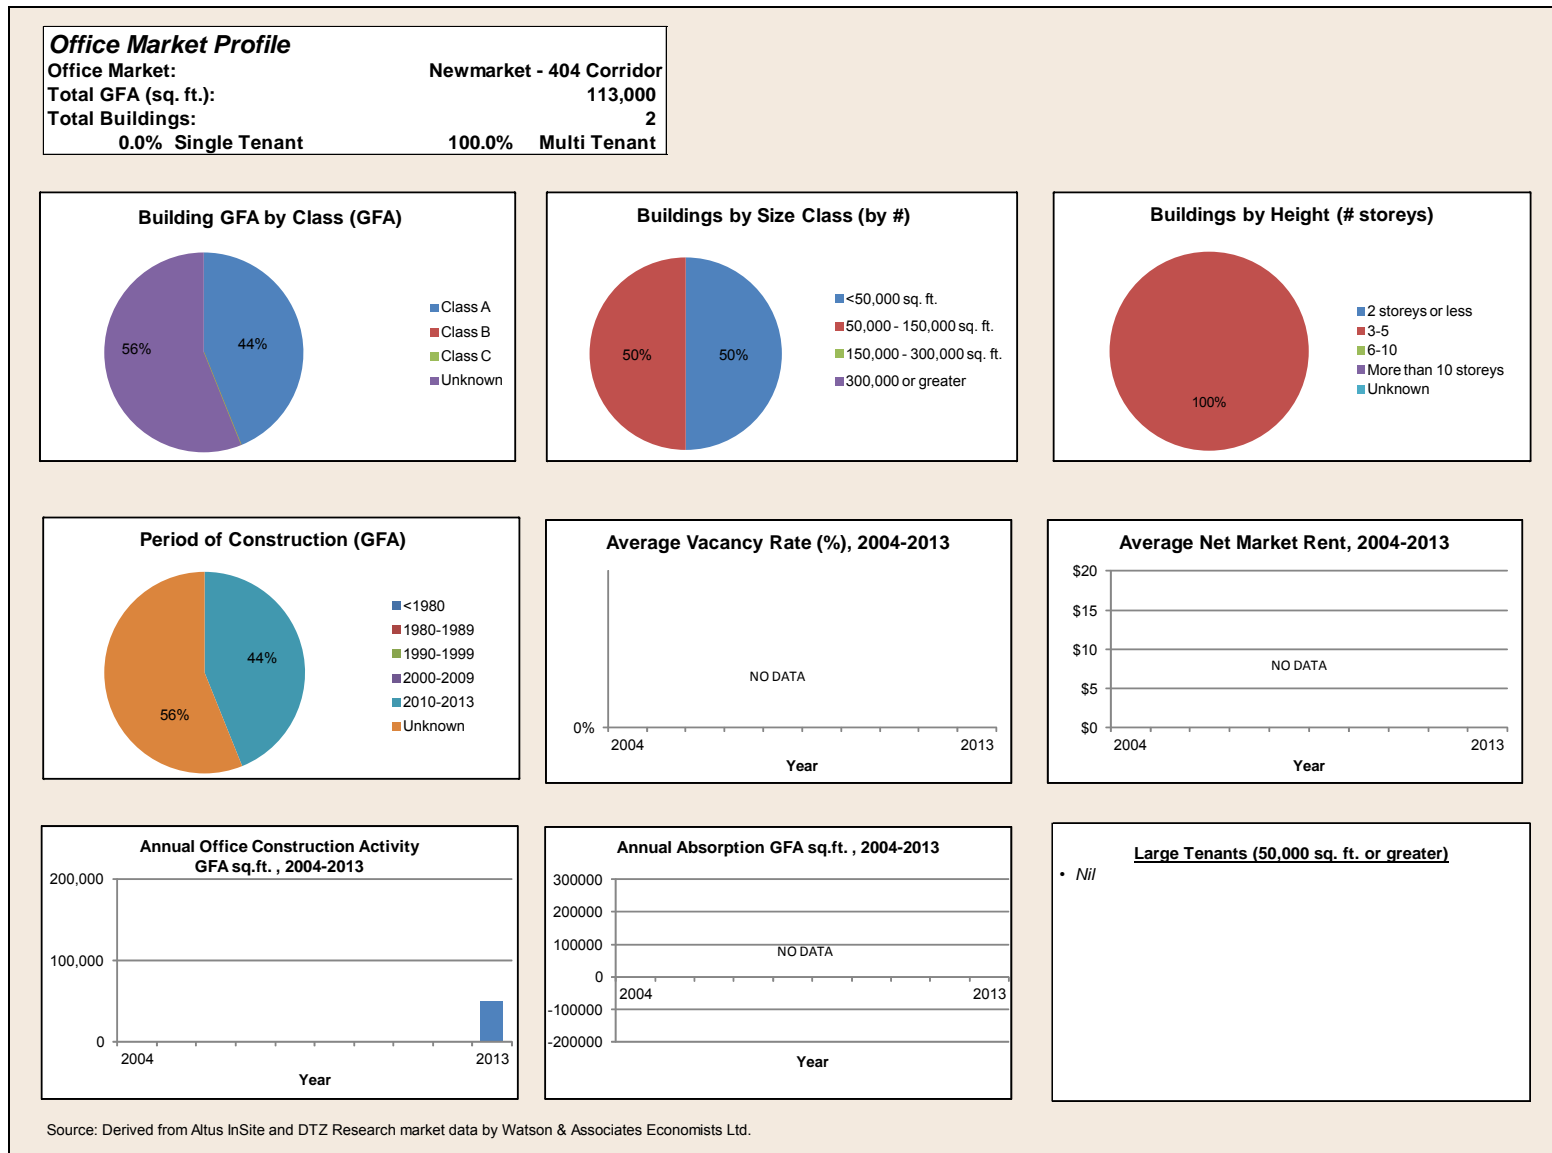 Office Market Profile
Office Market: Newmarket - 404 Corridor
Total GFA (sq. ft.): 113,000
Total Buildings: 2
0.0% Single Tenant 100.0% Multi Tenant
Building GFA by Class (GFA)
56%
44%
Class A
Class B
Class C
Unknown
Buildings by Size Class (by #)
50%
50%
<50,000 sq. ft.
50,000 - 150,000 sq. ft.
150,000 - 300,000 sq. ft.
300,000 or greater
Buildings by Height (# storeys)
100%
2 storeys or less
3-5
6-10
More than 10 storeys
Unknown
Period of Construction (GFA)
44%
56%
<1980
1980-1989
1990-1999
2000-2009
2010-2013
Unknown
Average Vacancy Rate (%), 2004-2013
NO DATA
0%
2004 2013
Year
Average Net Market Rent, 2004-2013
$20
$15
$10
NO DATA
$5
$0
2004 2013
Year
Annual Office Construction Activity
GFA sq.ft. , 2004-2013
200,000
100,000
0
2004 2013
Year
Annual Absorption GFA sq.ft. , 2004-2013
300000
200000
100000
NO DATA
0
2004 2013
-100000
-200000
Year
Large Tenants (50,000 sq. ft. or greater)
• Nil
Source: Derived from Altus InSite and DTZ Research market data by Watson & Associates Economists Ltd.